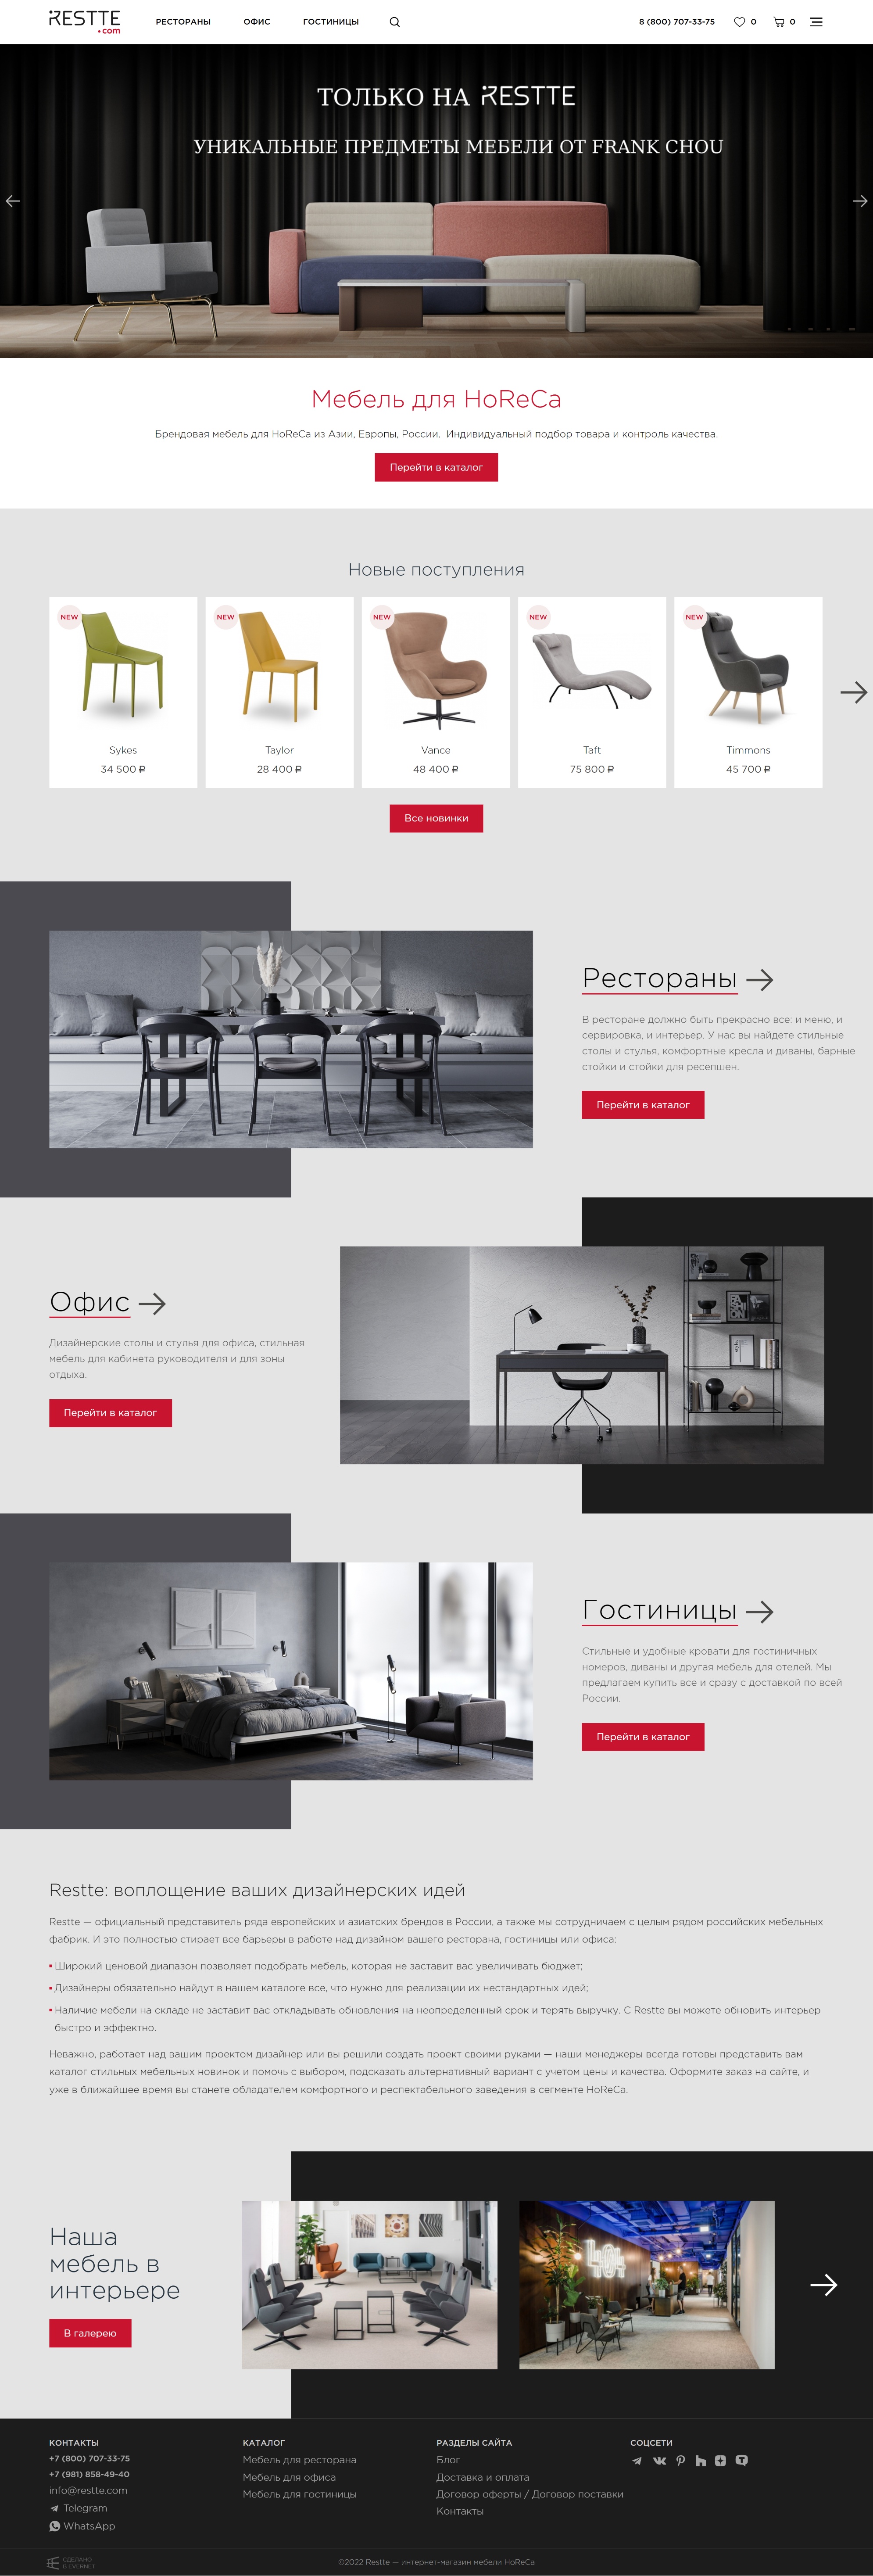 RESTTE
.com
РЕСТОРАНЫ ОФИС ГОСТИНИЦЫ
8 (800) 707-33-75 0 0
ТОЛЬКО НА RESTTE
УНИКАЛЬНЫЕ ПРЕДМЕТЫ МЕБЕЛИ ОТ FRANK CHOU
Мебель для HoReCa
Брендовая мебель для HoReCa из Азии, Европы, России. Индивидуальный подбор товара и контроль качества.
Перейти в каталог
Новые поступления
NEW NEW NEW NEW NEW
Sykes Taylor Vance Taft Timmons
34 500 ₽ 28 400 ₽ 48 400 ₽ 75 800 ₽ 45 700 ₽
Все новинки
Рестораны
В ресторане должно быть прекрасно все: и меню, и
сервировка, и интерьер. У нас вы найдете стильные
столы и стулья, комфортные кресла и диваны, барные
стойки и стойки для ресепшен.
Перейти в каталог
Офис
Дизайнерские столы и стулья для офиса, стильная
мебель для кабинета руководителя и для зоны
отдыха.
Перейти в каталог
Гостиницы
Стильные и удобные кровати для гостиничных
номеров, диваны и другая мебель для отелей. Мы
предлагаем купить все и сразу с доставкой по всей
России.
Перейти в каталог
Restte: воплощение ваших дизайнерских идей
Restte — официальный представитель ряда европейских и азиатских брендов в России, а также мы сотрудничаем с целым рядом российских мебельных
фабрик. И это полностью стирает все барьеры в работе над дизайном вашего ресторана, гостиницы или офиса:
Широкий ценовой диапазон позволяет подобрать мебель, которая не заставит вас увеличивать бюджет;
Дизайнеры обязательно найдут в нашем каталоге все, что нужно для реализации их нестандартных идей;
Наличие мебели на складе не заставит вас откладывать обновления на неопределенный срок и терять выручку. С Restte вы можете обновить интерьер
быстро и эффектно.
Неважно, работает над вашим проектом дизайнер или вы решили создать проект своими руками — наши менеджеры всегда готовы представить вам
каталог стильных мебельных новинок и помочь с выбором, подсказать альтернативный вариант с учетом цены и качества. Оформите заказ на сайте, и
уже в ближайшее время вы станете обладателем комфортного и респектабельного заведения в сегменте HoReCa.
Наша
мебель в
интерьере
В галерею
КОНТАКТЫ
+7 (800) 707-33-75
+7 (981) 858-49-40
info@restte.com
Telegram
WhatsApp
КАТАЛОГ
Мебель для ресторана
Мебель для офиса
Мебель для гостиницы
РАЗДЕЛЫ САЙТА
Блог
Доставка и оплата
Договор оферты / Договор поставки
Контакты
СОЦСЕТИ
СДЕЛАНО
В EVERNET
©2022 Restte — интернет-магазин мебели HoReCa